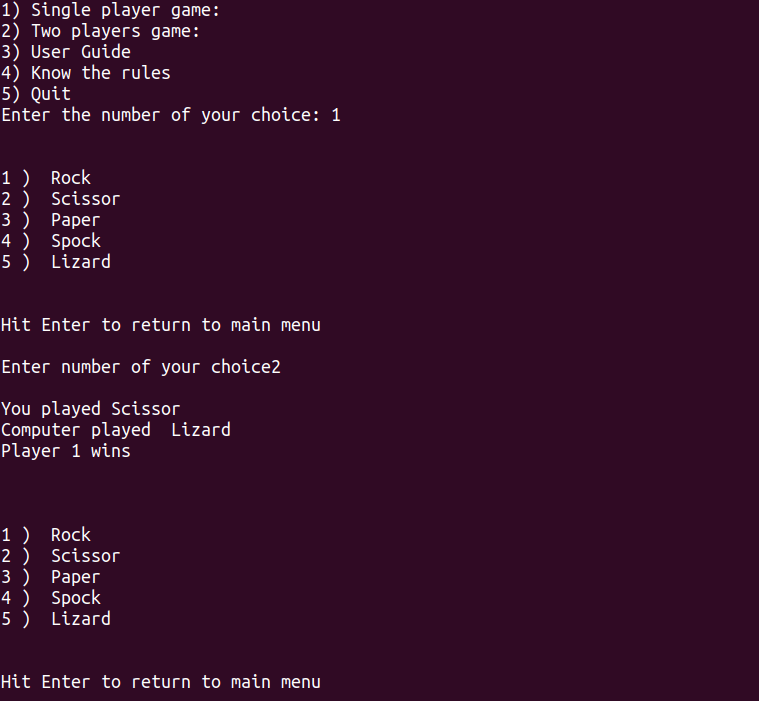 1) Single player game:
2) Two players game:
3) User Guide
4) Know the rules
5) Quit
Enter the number of your choice: 1
1 )  Rock
2 )  Scissor
3 )  Paper
4 )  Spock
5 )  Lizard
Hit Enter to return to main menu
Enter number of your choice2
You played Scissor
Computer played  Lizard
Player 1 wins
1 )  Rock
2 )  Scissor
3 )  Paper
4 )  Spock
5 )  Lizard
Hit Enter to return to main menu